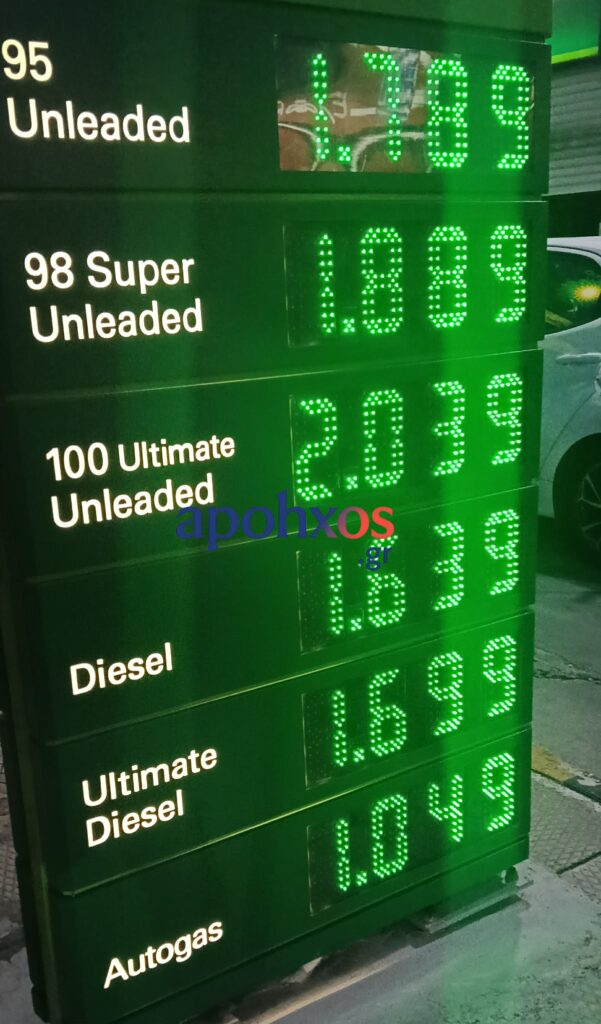 95 1.789
Unleaded
98 Super 1.889
Unleaded
100 Ultimate 2.039
Unleaded
apohxos
.gr
1.639
Diesel
1.699
Ultimate
Diesel
1.049
Autogas